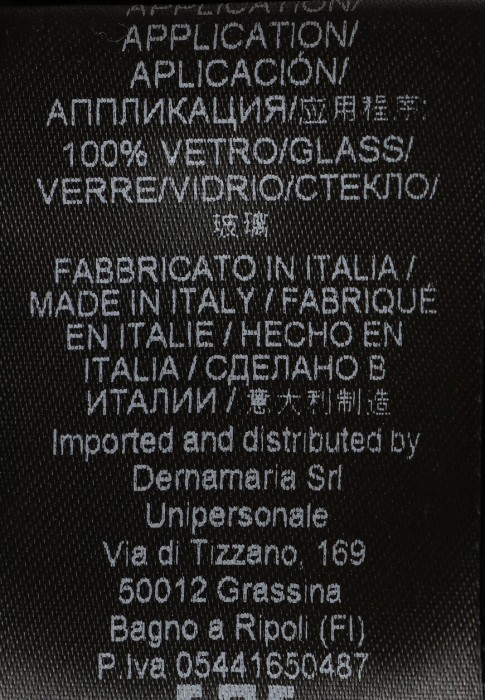 APPLICATION/
APPLICATION/
APLICACIÓN/
АППЛИКАЦИЯ/应用程序:
100% VETRO/GLASS/
VERRE/VIDRIO/СТЕКЛО/
玻璃
FABBRICATO IN ITALIA /
MADE IN ITALY / FABRIQUÉ
EN ITALIE / HECHO EN
ITALIA / СДЕЛАНО В
ИТАЛИИ / 意大利制造
Imported and distributed by
Dernamaria Srl
Unipersonale
Via di Tizzano, 169
50012 Grassina
Bagno a Ripoli (FI)
P.Iva 05441650487